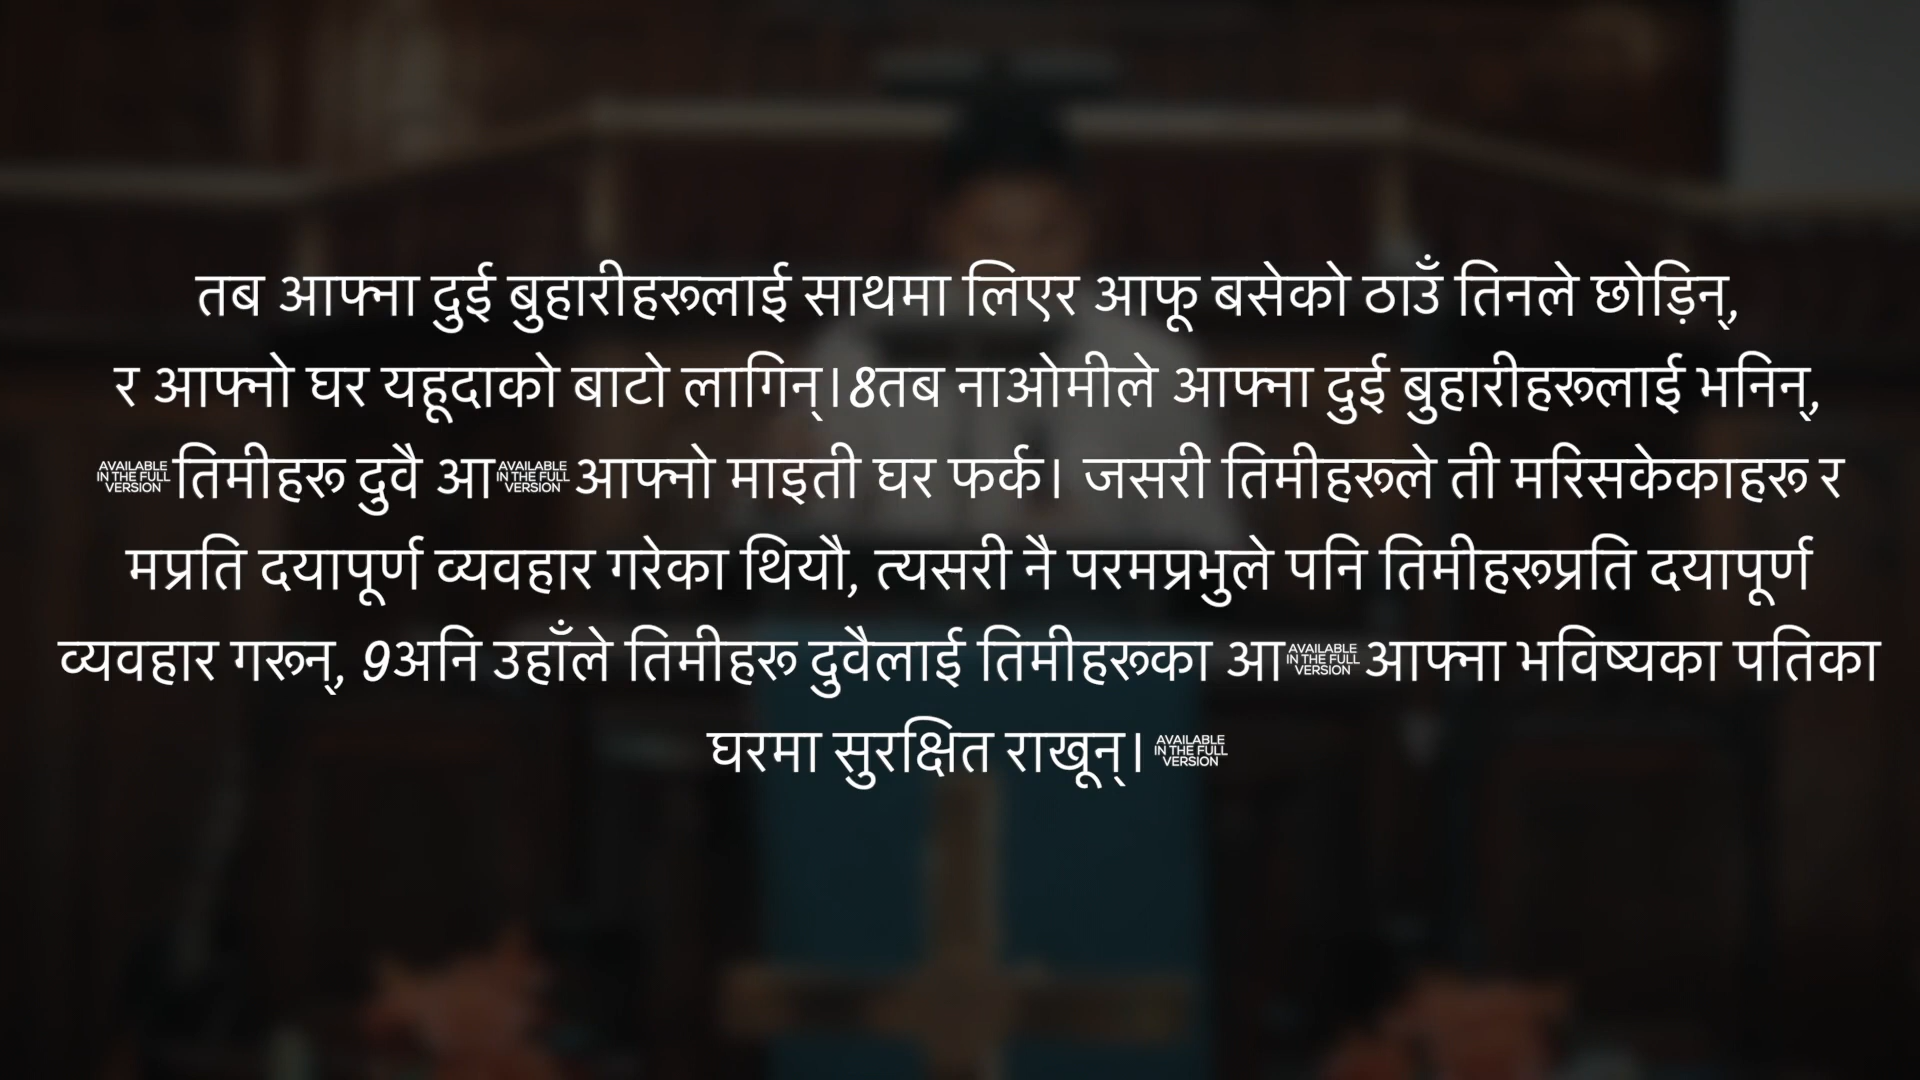 तब आफ्ना दुई बुहारीहरूलाई साथमा लिएर आफू बसेको ठाउँ तिनले छोड़िन्,
र आफ्नो घर यहूदाको बाटो लागिन्।8तब नाओमीले आफ्ना दुई बुहारीहरूलाई भनिन्,
AVAILABLE IN THE FULL VERSION तिमीहरू दुवै आ AVAILABLE IN THE FULL VERSION आफ्नो माइती घर फर्क। जसरी तिमीहरूले ती मरिसकेकाहरू र
मप्रति दयापूर्ण व्यवहार गरेका थियौ, त्यसरी नै परमप्रभुले पनि तिमीहरूप्रति दयापूर्ण
व्यवहार गरून्, 9अनि उहाँले तिमीहरू दुवैलाई तिमीहरूका आ AVAILABLE IN THE FULL VERSION आफ्ना भविष्यका पतिका
घरमा सुरक्षित राखून्। AVAILABLE IN THE FULL VERSION